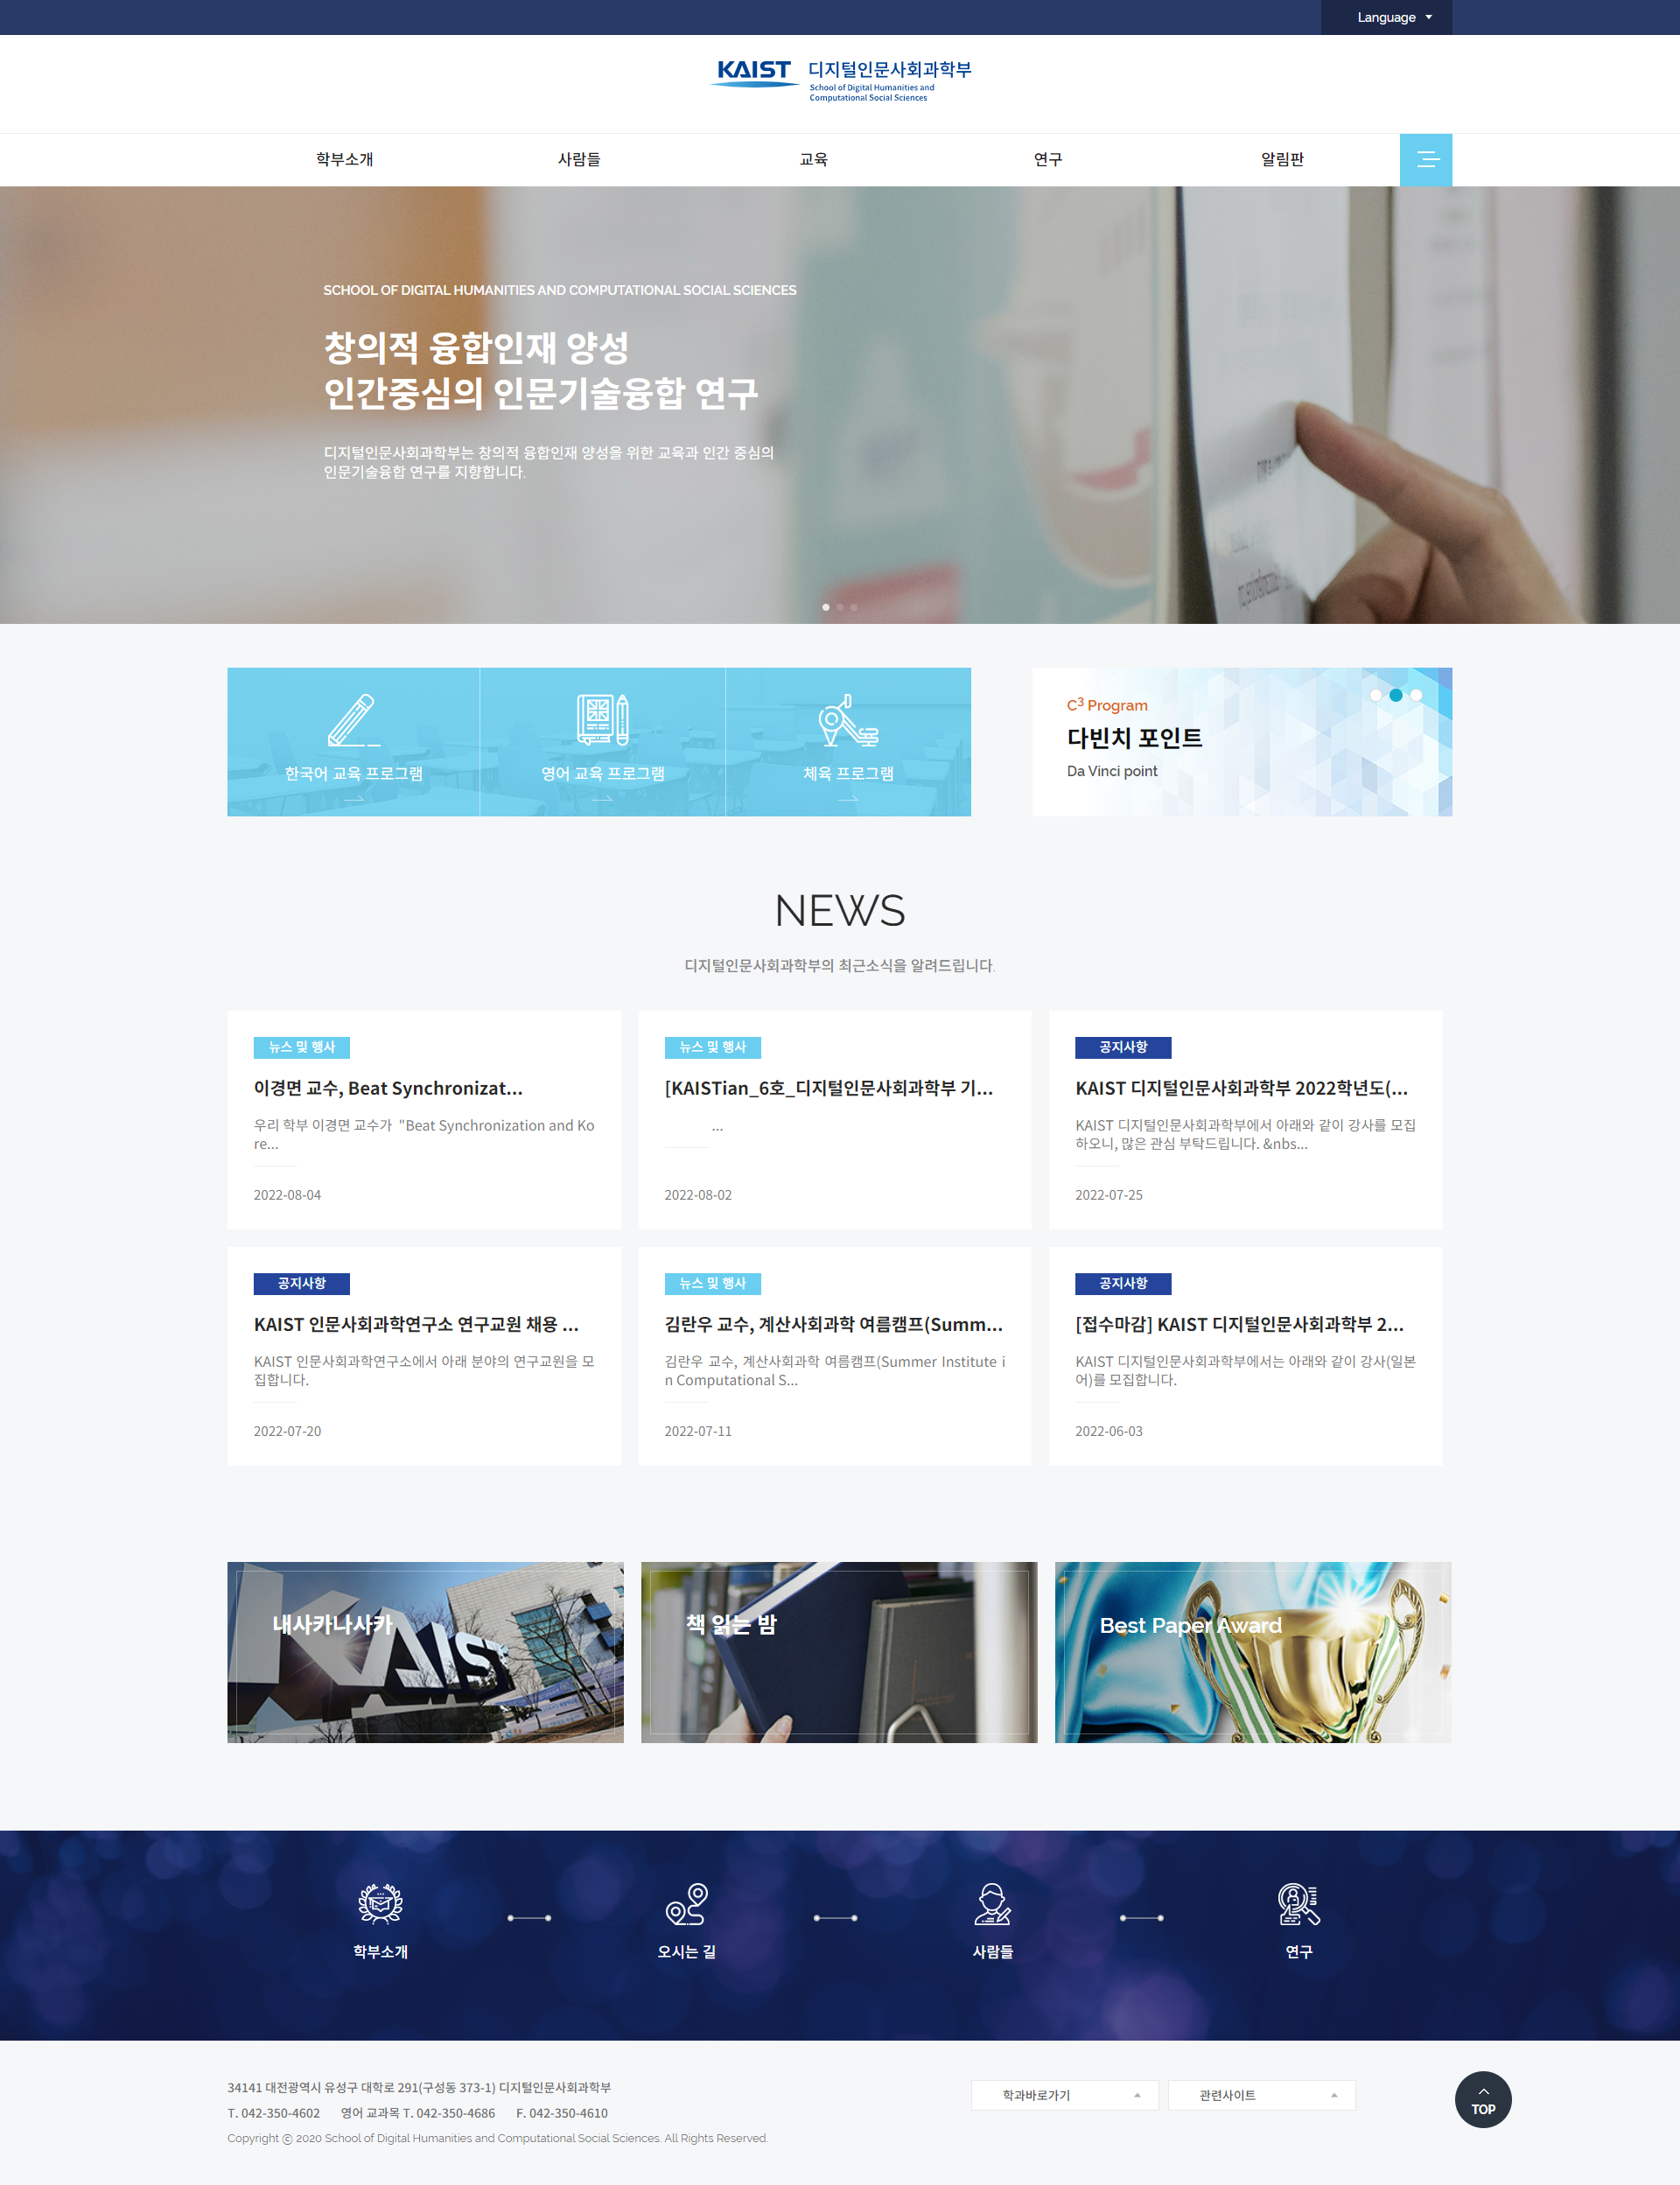 Language
KAIST 디지털인문사회과학부
School of Digital Humanities and
Computational Social Sciences
학부소개
사람들
교육
연구
알림판
SCHOOL OF DIGITAL HUMANITIES AND COMPUTATIONAL SOCIAL SCIENCES
창의적 융합인재 양성
인간중심의 인문기술융합 연구
디지털인문사회과학부는 창의적 융합인재 양성을 위한 교육과 인간 중심의
인문기술융합 연구를 지향합니다.
한국어 교육 프로그램
영어 교육 프로그램
체육 프로그램
C3 Program
다빈치 포인트
Da Vinci point
NEWS
디지털인문사회과학부의 최근소식을 알려드립니다.
뉴스 및 행사
이경면 교수, Beat Synchronizat...
우리 학부 이경면 교수가 "Beat Synchronization and Ko
re...
2022-08-04
뉴스 및 행사
[KAISTian_6호_디지털인문사회과학부 기...
...
2022-08-02
공지사항
KAIST 디지털인문사회과학부 2022학년도(...
KAIST 디지털인문사회과학부에서 아래와 같이 강사를 모집
하오니, 많은 관심 부탁드립니다. &nbs...
2022-07-25
공지사항
KAIST 인문사회과학연구소 연구교원 채용 ...
KAIST 인문사회과학연구소에서 아래 분야의 연구교원을 모
집합니다.
2022-07-20
뉴스 및 행사
김란우 교수, 계산사회과학 여름캠프(Summ...
김란우 교수, 계산사회과학 여름캠프(Summer Institute i
n Computational S...
2022-07-11
공지사항
[접수마감] KAIST 디지털인문사회과학부 2...
KAIST 디지털인문사회과학부에서는 아래와 같이 강사(일본
어)를 모집합니다.
2022-06-03
내사카나사카
KAIST
책 읽는 밤
Best Paper Award
학부소개
오시는 길
사람들
연구
34141 대전광역시 유성구 대학로 291(구성동 373-1) 디지털인문사회과학부
T. 042-350-4602 영어 교과목 T. 042-350-4686 F. 042-350-4610
Copyright ⓒ 2020 School of Digital Humanities and Computational Social Sciences. All Rights Reserved.
학과바로가기
관련사이트
TOP